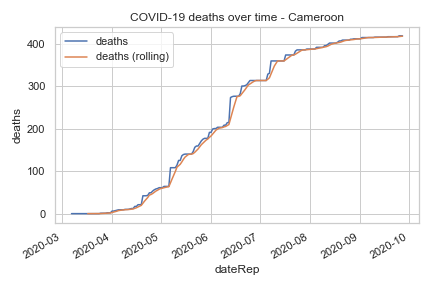 COVID-19 deaths over time - Cameroon
deaths
deaths (rolling)
400
300
200
100
0
deaths
2020-03
2020-04
2020-05
2020-06
2020-07
2020-08
2020-09
2020-10
dateRep